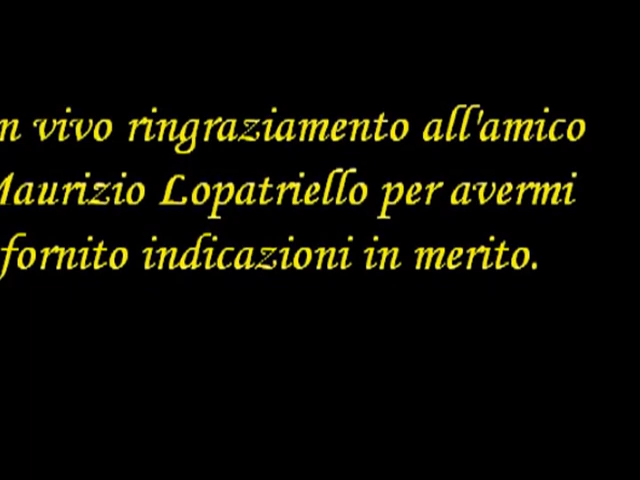 n vivo ringraziamento all'amico
Maurizio Lopatriello per avermi
fornito indicazioni in merito.